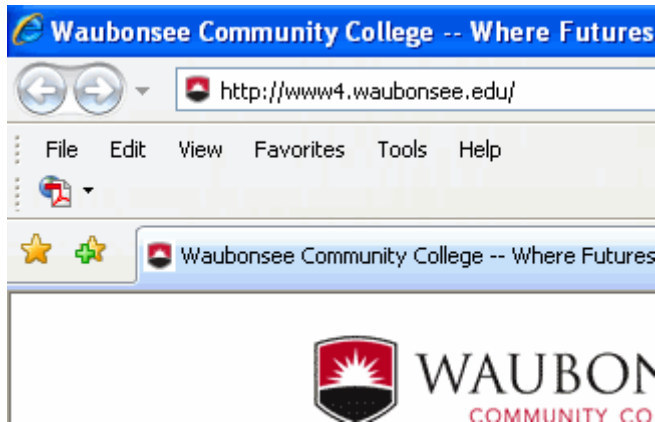 Waubonsee Community College -- Where Futures
http://www4.waubonsee.edu/
File Edit View Favorites Tools Help
Waubonsee Community College -- Where Futures
WAUBON
COMMUNITY CO